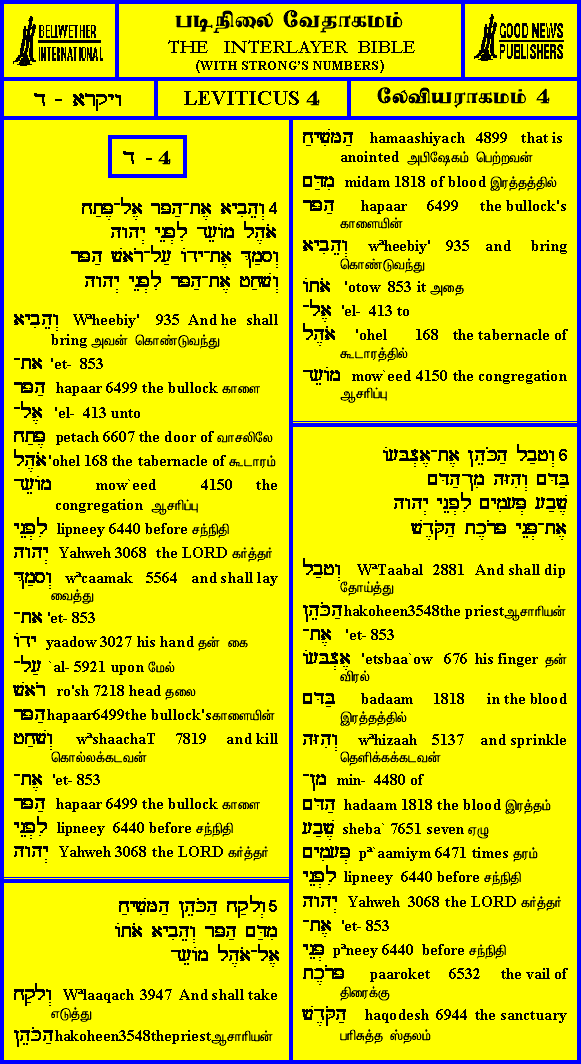 BELLWETHER
INTERNATIONAL
படிநிலை வேதாகமம்
THE INTERLAYER BIBLE
(WITH STRONG'S NUMBERS)
GOOD NEWS
PUBLISHERS
ויקרא - ד
LEVITICUS 4
லேவியராகமம் 4
ד - 4
4 וְהֵבִיא אֶת־הַפָּר אֶל־פֶּתַח
אֹהֶל מוֹעֵד לִפְנֵי יְהוָה
וְסָמַךְ אֶת־יָדוֹ עַל־רֹאשׁ הַפָּר
וְשָׁחַט אֶת־הַפָּר לִפְנֵי יְהוָה
וְהֵבִיא Wªheebiy' 935 And he shall
bring அவன் கொண்டுவந்து
אֶת־ 'et- 853
הַפָּר hapaar 6499 the bullock காளை
אֶל־ 'el- 413 unto
פֶּתַח petach 6607 the door of வாசலிலே
אֹהֶל 'ohel 168 the tabernacle of கூடாரம்
מוֹעֵד mow`eed 4150 the
congregation ஆசரிப்பு
לִפְנֵי lipneey 6440 before சந்நிதி
יְהוָה Yahweh 3068 the LORD கர்த்தர்
וְסָמַךְ wªcaamak 5564 and shall lay
வைத்து
אֶת־ 'et- 853
יָדוֹ yaadow 3027 his hand தன் கை
עַל־ `al- 5921 upon மேல்
רֹאשׁ ro'sh 7218 head தலை
הַפָּר hapaar6499the bullock'sகாளையின்
וְשָׁחַט wªshaachaT 7819 and kill
கொல்லக்கடவன்
אֶת־ 'et- 853
הַפָּר hapaar 6499 the bullock காளை
לִפְנֵי lipneey 6440 before சந்நிதி
יְהוָה Yahweh 3068 the LORD கர்த்தர்
5 וְלָקַח הַכֹּהֵן הַמָּשִׁיחַ
מִדַּם הַפָּר וְהֵבִיא אֹתוֹ
אֶל־אֹהֶל מוֹעֵד
וְלָקַח Wªlaaqach 3947 And shall take
எடுத்து
הַכֹּהֵן hakoheen3548thepriestஆசாரியன்
הַמָּשִׁיחַ hamaashiyach 4899 that is
anointed அபிஷேகம் பெற்றவன்
מִדַּם midam 1818 of blood இரத்தத்தில்
הַפָּר hapaar 6499 the bullock's
காளையின்
וְהֵבִיא wªheebiy' 935 and bring
கொண்டுவந்து
אֹתוֹ 'otow 853 it அதை
אֶל־ 'el- 413 to
אֹהֶל 'ohel 168 the tabernacle of
கூடாரத்தில்
מוֹעֵד mow`eed 4150 the congregation
ஆசரிப்பு
6 וְטָבַל הַכֹּהֵן אֶת־אֶצְבָּעוֹ
בַּדָּם וְהִזָּה מִן־הַדָּם
שֶׁבַע פְּעָמִים לִפְנֵי יְהוָה
אֶת־פְּנֵי פָּרֹכֶת הַקֹּדֶשׁ
וְטָבַל WªTaabal 2881 And shall dip
தோய்த்து
הַכֹּהֵן hakoheen3548the priestஆசாரியன்
אֶת־ 'et- 853
אֶצְבָּעוֹ 'etsbaa`ow 676 his finger தன்
விரல்
בַּדָּם badaam 1818 in the blood
இரத்தத்தில்
וְהִזָּה wªhizaah 5137 and sprinkle
தெளிக்கக்கடவன்
מִן־ min- 4480 of
הַדָּם hadaam 1818 the blood இரத்தம்
שֶׁבַע sheba` 7651 seven ஏழு
פְּעָמִים pª`aamiym 6471 times தரம்
לִפְנֵי lipneey 6440 before சந்நிதி
יְהוָה Yahweh 3068 the LORD கர்த்தர்
אֶת־ 'et- 853
פְּנֵי pªneey 6440 before சந்நிதி
פָּרֹכֶת paaroket 6532 the vail of
திரைக்கு
הַקֹּדֶשׁ haqodesh 6944 the sanctuary
பரிசுத்த ஸ்தலம்